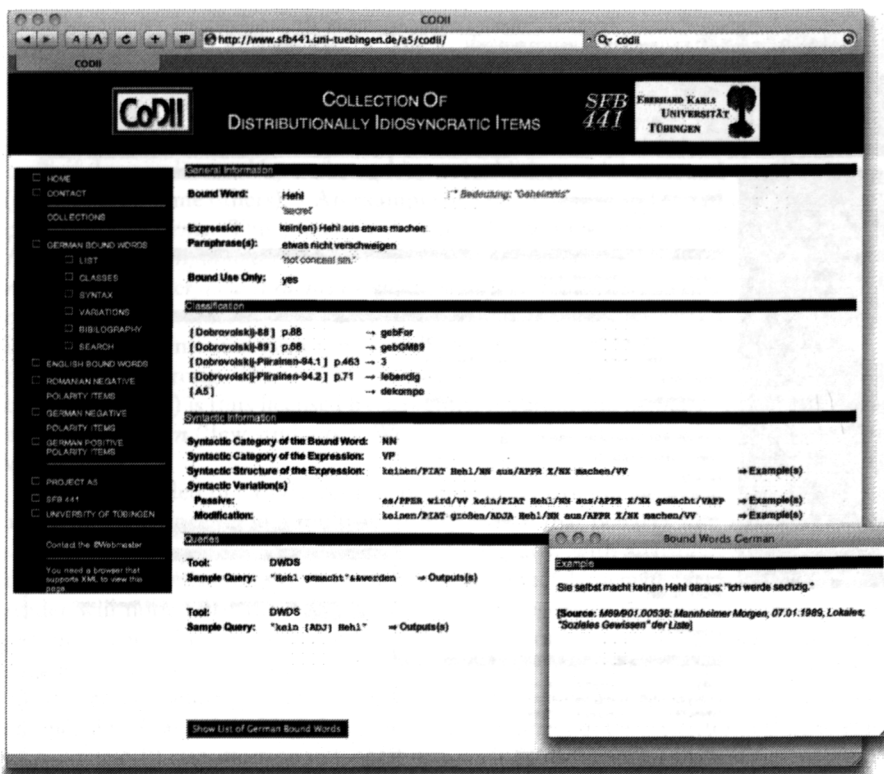 CODII
A A C + IP http://www.sfb441.uni-tuebingen.de/a5/codii/ codii
CODII
CoDII
COLLECTION OF
DISTRIBUTIONALLY IDIOSYNCRATIC ITEMS
SFB
441
EBERHARD KARLS
UNIVERSITÄT
TÜBINGEN
HOME
CONTACT
COLLECTIONS
GERMAN BOUND WORDS
LIST
CLASSES
SYNTAX
VARIATIONS
BIBILOGRAPHY
SEARCH
ENGLISH BOUND WORDS
ROMANIAN NEGATIVE
POLARITY ITEMS
GERMAN NEGATIVE
POLARITY ITEMS
GERMAN POSITIVE
POLARITY ITEMS
PROJECT A5
SFB 441
UNIVERSITY OF TÜBINGEN
Contact the Webmaster
You need a browser that
supports XML to view this
page.
General Information
Bound Word: Hehl * Bedeutung: "Geheimnis"
"secret"
Expression: kein(en) Hehl aus etwas machen
Paraphrase(s): etwas nicht verschweigen
"not conceal sth."
Bound Use Only: yes
Classification
[Dobrovolskij-88] p.88 → gebFor
[Dobrovolskij-89] p.66 → gebGM89
[Dobrovolskij-Piirainen-94.1] p.463 → 3
[Dobrovolskij-Piirainen-94.2] p.71 → lebendig
[A5] → dekompo
Syntactic Information
Syntactic Category of the Bound Word: NN
Syntactic Category of the Expression: VP
Syntactic Structure of the Expression: keinen/PIAT Hehl/NN aus/APPR X/NX machen/VV ⇒ Example(s)
Syntactic Variation(s)
Passive: es/PPER wird/VV kein/PIAT Hehl/NN aus/APPR X/NX gemacht/VAPP ⇒ Example(s)
Modification: keinen/PIAT großen/ADJA Hehl/NN aus/APPR X/NX machen/VV ⇒ Example(s)
Queries
Tool: DWDS
Sample Query: "Hehl gemacht"&&werden ⇒ Outputs(s)
Tool: DWDS
Sample Query: "kein [ADJ] Hehl" ⇒ Outputs(s)
Show List of German Bound Words
Bound Words German
Example
Sie selbst macht keinen Hehl daraus: "Ich werde sechzig."
[Source: M89/901.00536: Mannheimer Morgen, 07.01.1989, Lokales;
"Soziales Gewissen" der Liste]